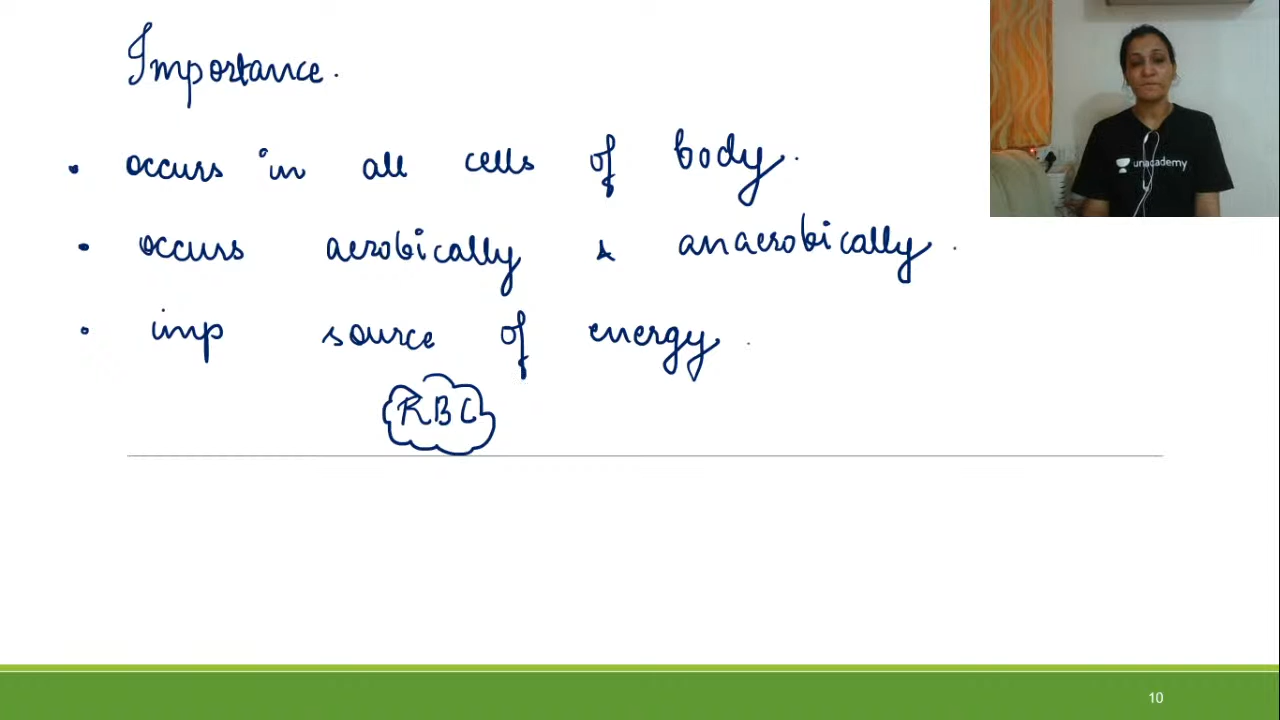 Importance.
• occurs in all cells of body.
• occurs aerobically & anaerobically.
• imp source of energy.
RBC
unacademy
10